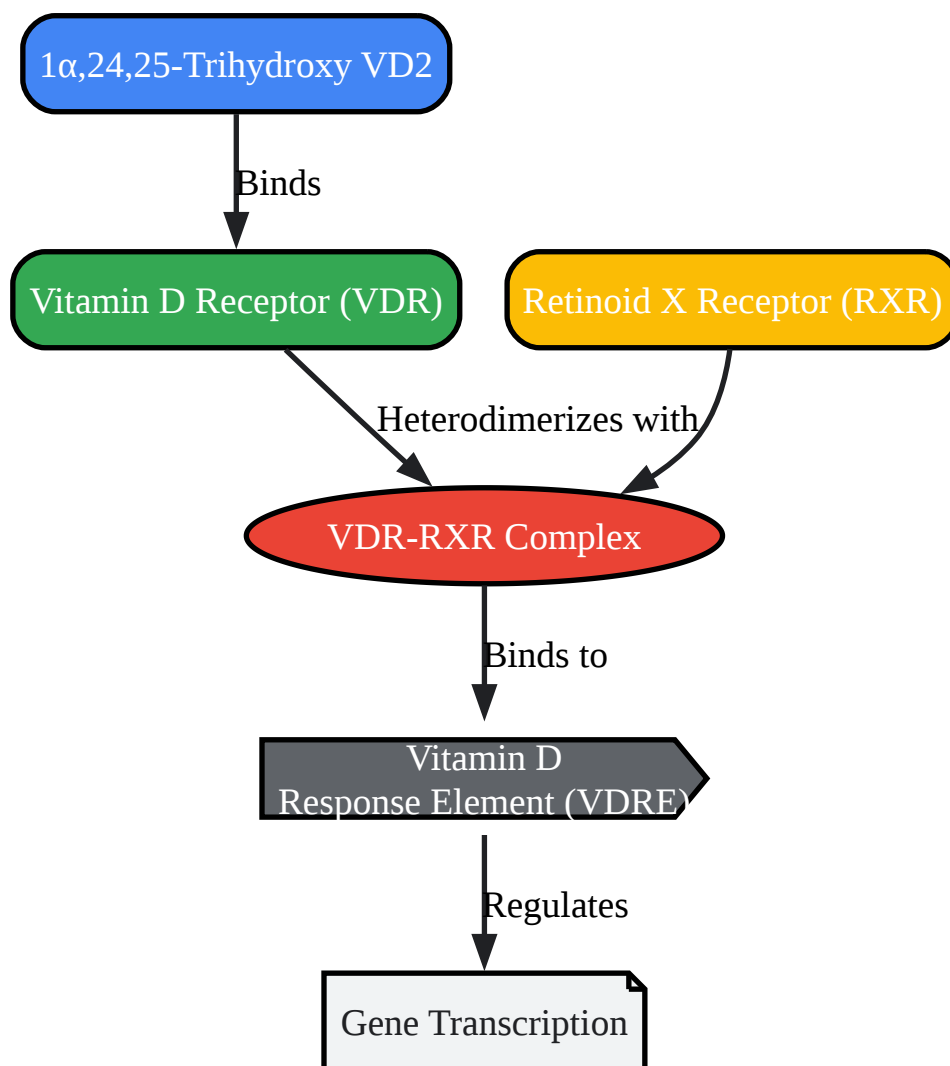 1α,24,25-Trihydroxy VD2
Binds
Vitamin D Receptor (VDR)
Retinoid X Receptor (RXR)
Heterodimerizes with
VDR-RXR Complex
Binds to
Vitamin D
Response Element (VDRE)
Regulates
Gene Transcription